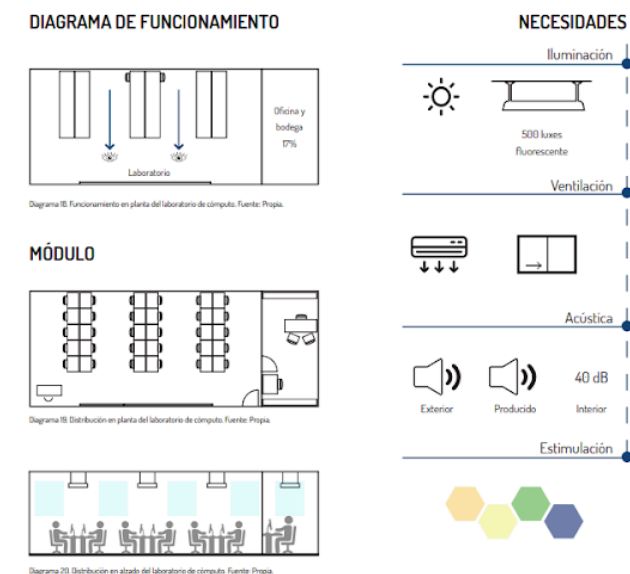 DIAGRAMA DE FUNCIONAMIENTO
Oficina y
bodega
17%
Laboratorio
Diagrama 18. Funcionamiento en planta del laboratorio de cómputo. Fuente: Propia.
MÓDULO
Diagrama 19. Distribución en planta del laboratorio de cómputo. Fuente: Propia.
Diagrama 20. Distribución en alzado del laboratorio de cómputo. Fuente: Propia.
NECESIDADES
Iluminación
500 luxes
fluorescente
Ventilación
Acústica
40 dB
Exterior
Producido
Interior
Estimulación